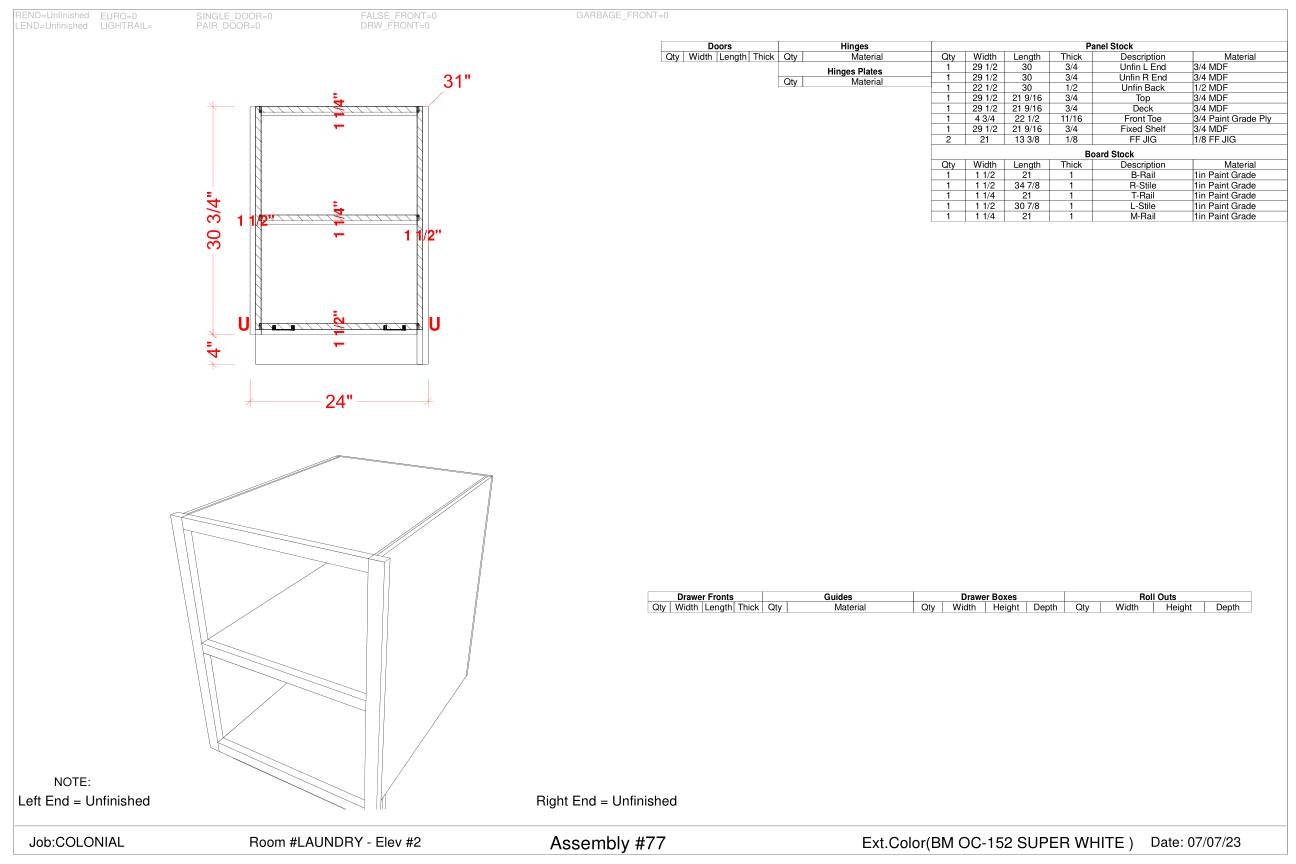 REND=Unfinished EURO=0 SINGLE_DOOR=0 FALSE_FRONT=0 GARBAGE_FRONT=0
LEND=Unfinished LIGHTRAIL= PAIR_DOOR=0 DRW_FRONT=0
Doors
Qty Width Length Thick
Hinges
Qty Material
Hinges Plates
Qty Material
Panel Stock
Qty Width Length Thick Description Material
1 29 1/2 30 3/4 Unfin L End 3/4 MDF
1 29 1/2 30 3/4 Unfin R End 3/4 MDF
1 22 1/2 30 1/2 Unfin Back 1/2 MDF
1 29 1/2 21 9/16 3/4 Top 3/4 MDF
1 29 1/2 21 9/16 3/4 Deck 3/4 MDF
1 4 3/4 22 1/2 11/16 Front Toe 3/4 Paint Grade Ply
1 29 1/2 21 9/16 3/4 Fixed Shelf 3/4 MDF
2 21 13 3/8 1/8 FF JIG 1/8 FF JIG
Board Stock
Qty Width Length Thick Description Material
1 1 1/2 21 1 B-Rail 1in Paint Grade
1 1 1/2 34 7/8 1 R-Stile 1in Paint Grade
1 1 1/4 21 1 T-Rail 1in Paint Grade
1 1 1/2 30 7/8 1 L-Stile 1in Paint Grade
1 1 1/4 21 1 M-Rail 1in Paint Grade
31"
1 1/4"
30 3/4"
1 1/2"
1 1/4"
1 1/2"
U
1 1/2"
U
4"
24"
Drawer Fronts
Qty Width Length Thick
Guides
Qty Material
Drawer Boxes
Qty Width Height Depth
Roll Outs
Qty Width Height Depth
NOTE:
Left End = Unfinished
Right End = Unfinished
Job:COLONIAL Room #LAUNDRY - Elev #2 Assembly #77 Ext.Color(BM OC-152 SUPER WHITE ) Date: 07/07/23